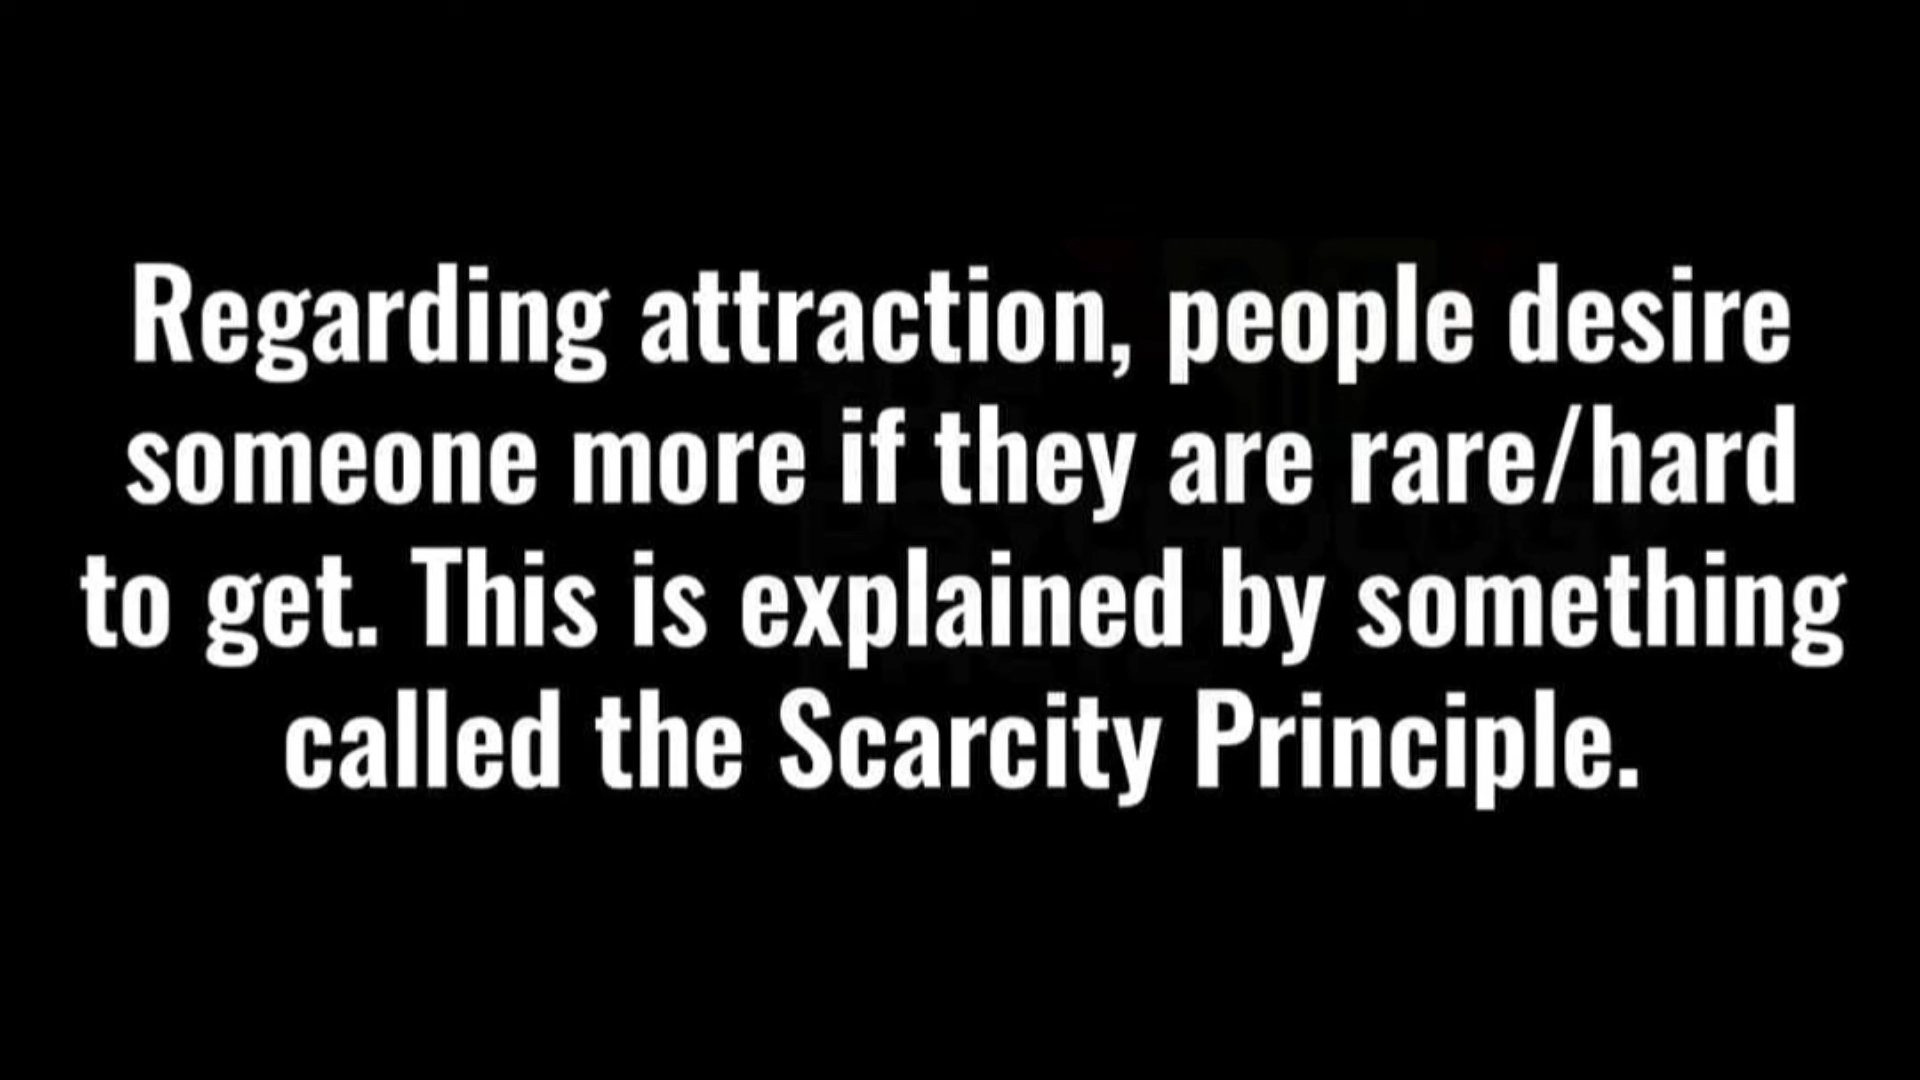 Regarding attraction, people desire
someone more if they are rare/hard
to get. This is explained by something
called the Scarcity Principle.